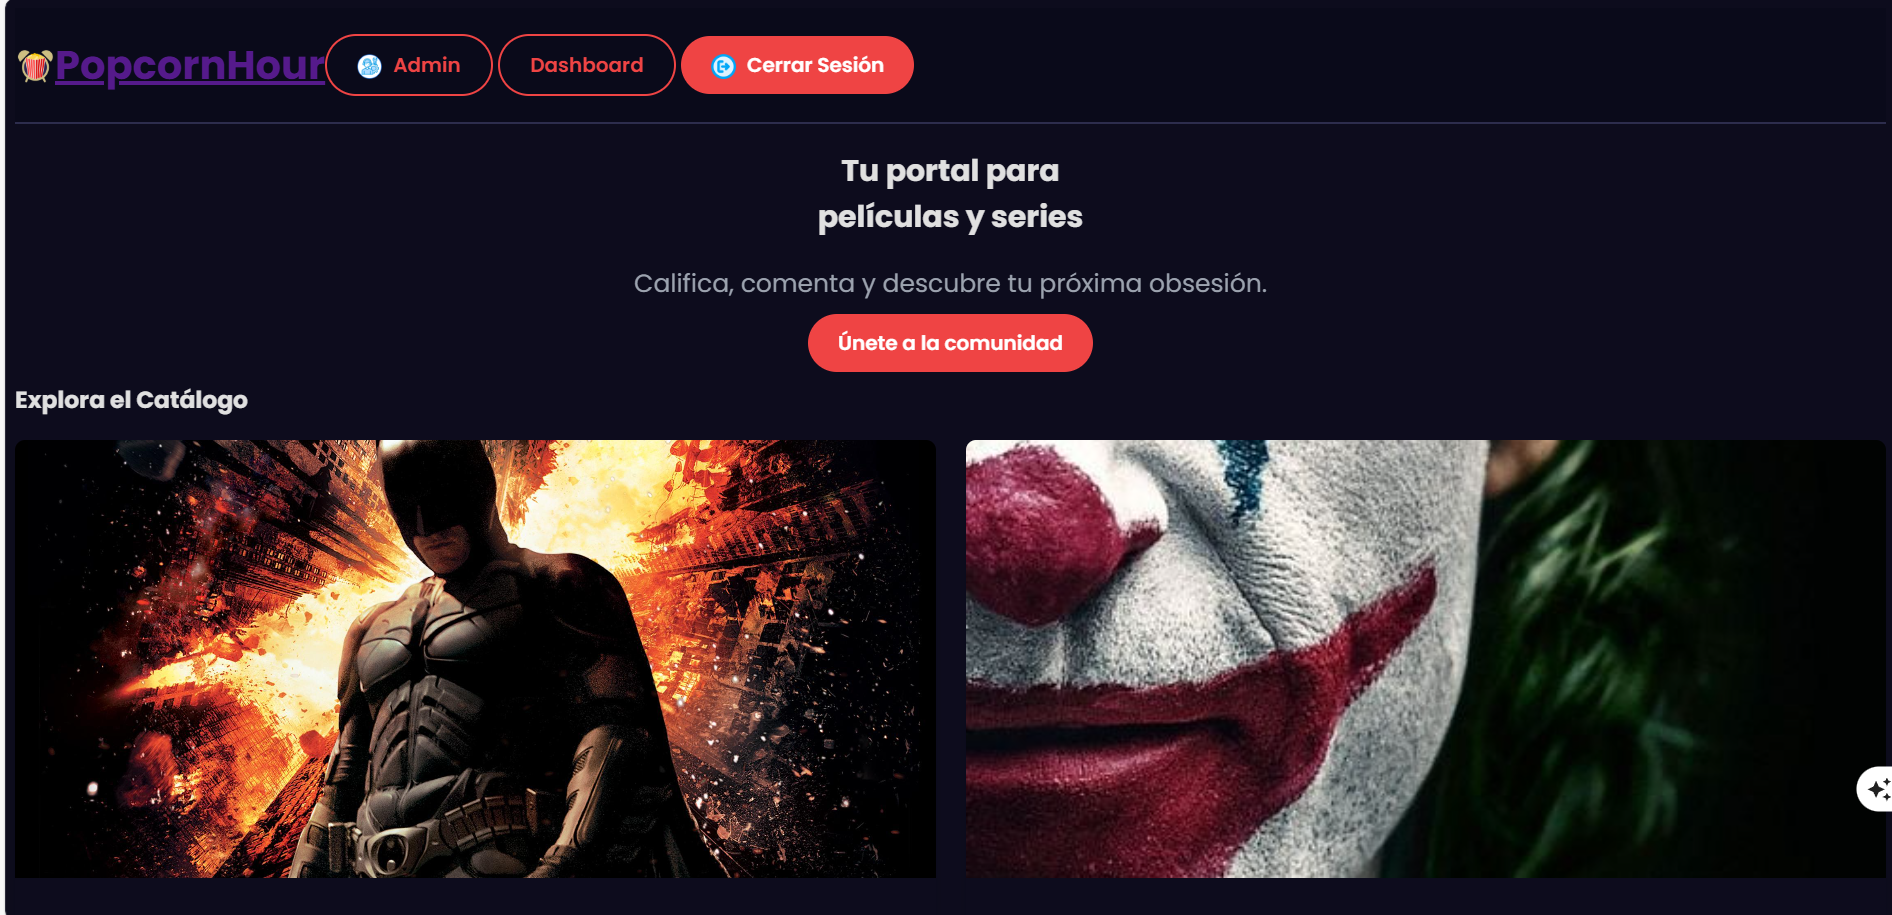 PopcornHour
Admin
Dashboard
Cerrar Sesión
Tu portal para
películas y series
Califica, comenta y descubre tu próxima obsesión.
Únete a la comunidad
Explora el Catálogo